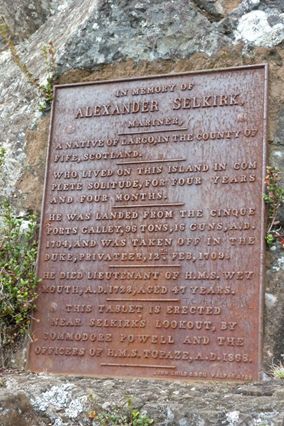 IN MEMORY OF
ALEXANDER SELKIRK,
MARINER,
A NATIVE OF LARGO, IN THE COUNTY OF
FIFE, SCOTLAND.
WHO LIVED ON THIS ISLAND IN COM
PLETE SOLITUDE, FOR FOUR YEARS
AND FOUR MONTHS.
HE WAS LANDED FROM THE CINQUE
PORTS GALLEY, 96 TONS, 16 GUNS, A.D.
1704, AND WAS TAKEN OFF IN THE
DUKE, PRIVATEER, 12TH FEB, 1709.
HE DIED LIEUTENANT OF H.M.S. WEY
MOUTH, A.D. 1723, AGED 47 YEARS.
THIS TABLET IS ERECTED
NEAR SELKIRKS LOOKOUT, BY
COMMODORE POWELL AND THE
OFFICERS OF H.M.S. TOPAZE, A.D. 1868.